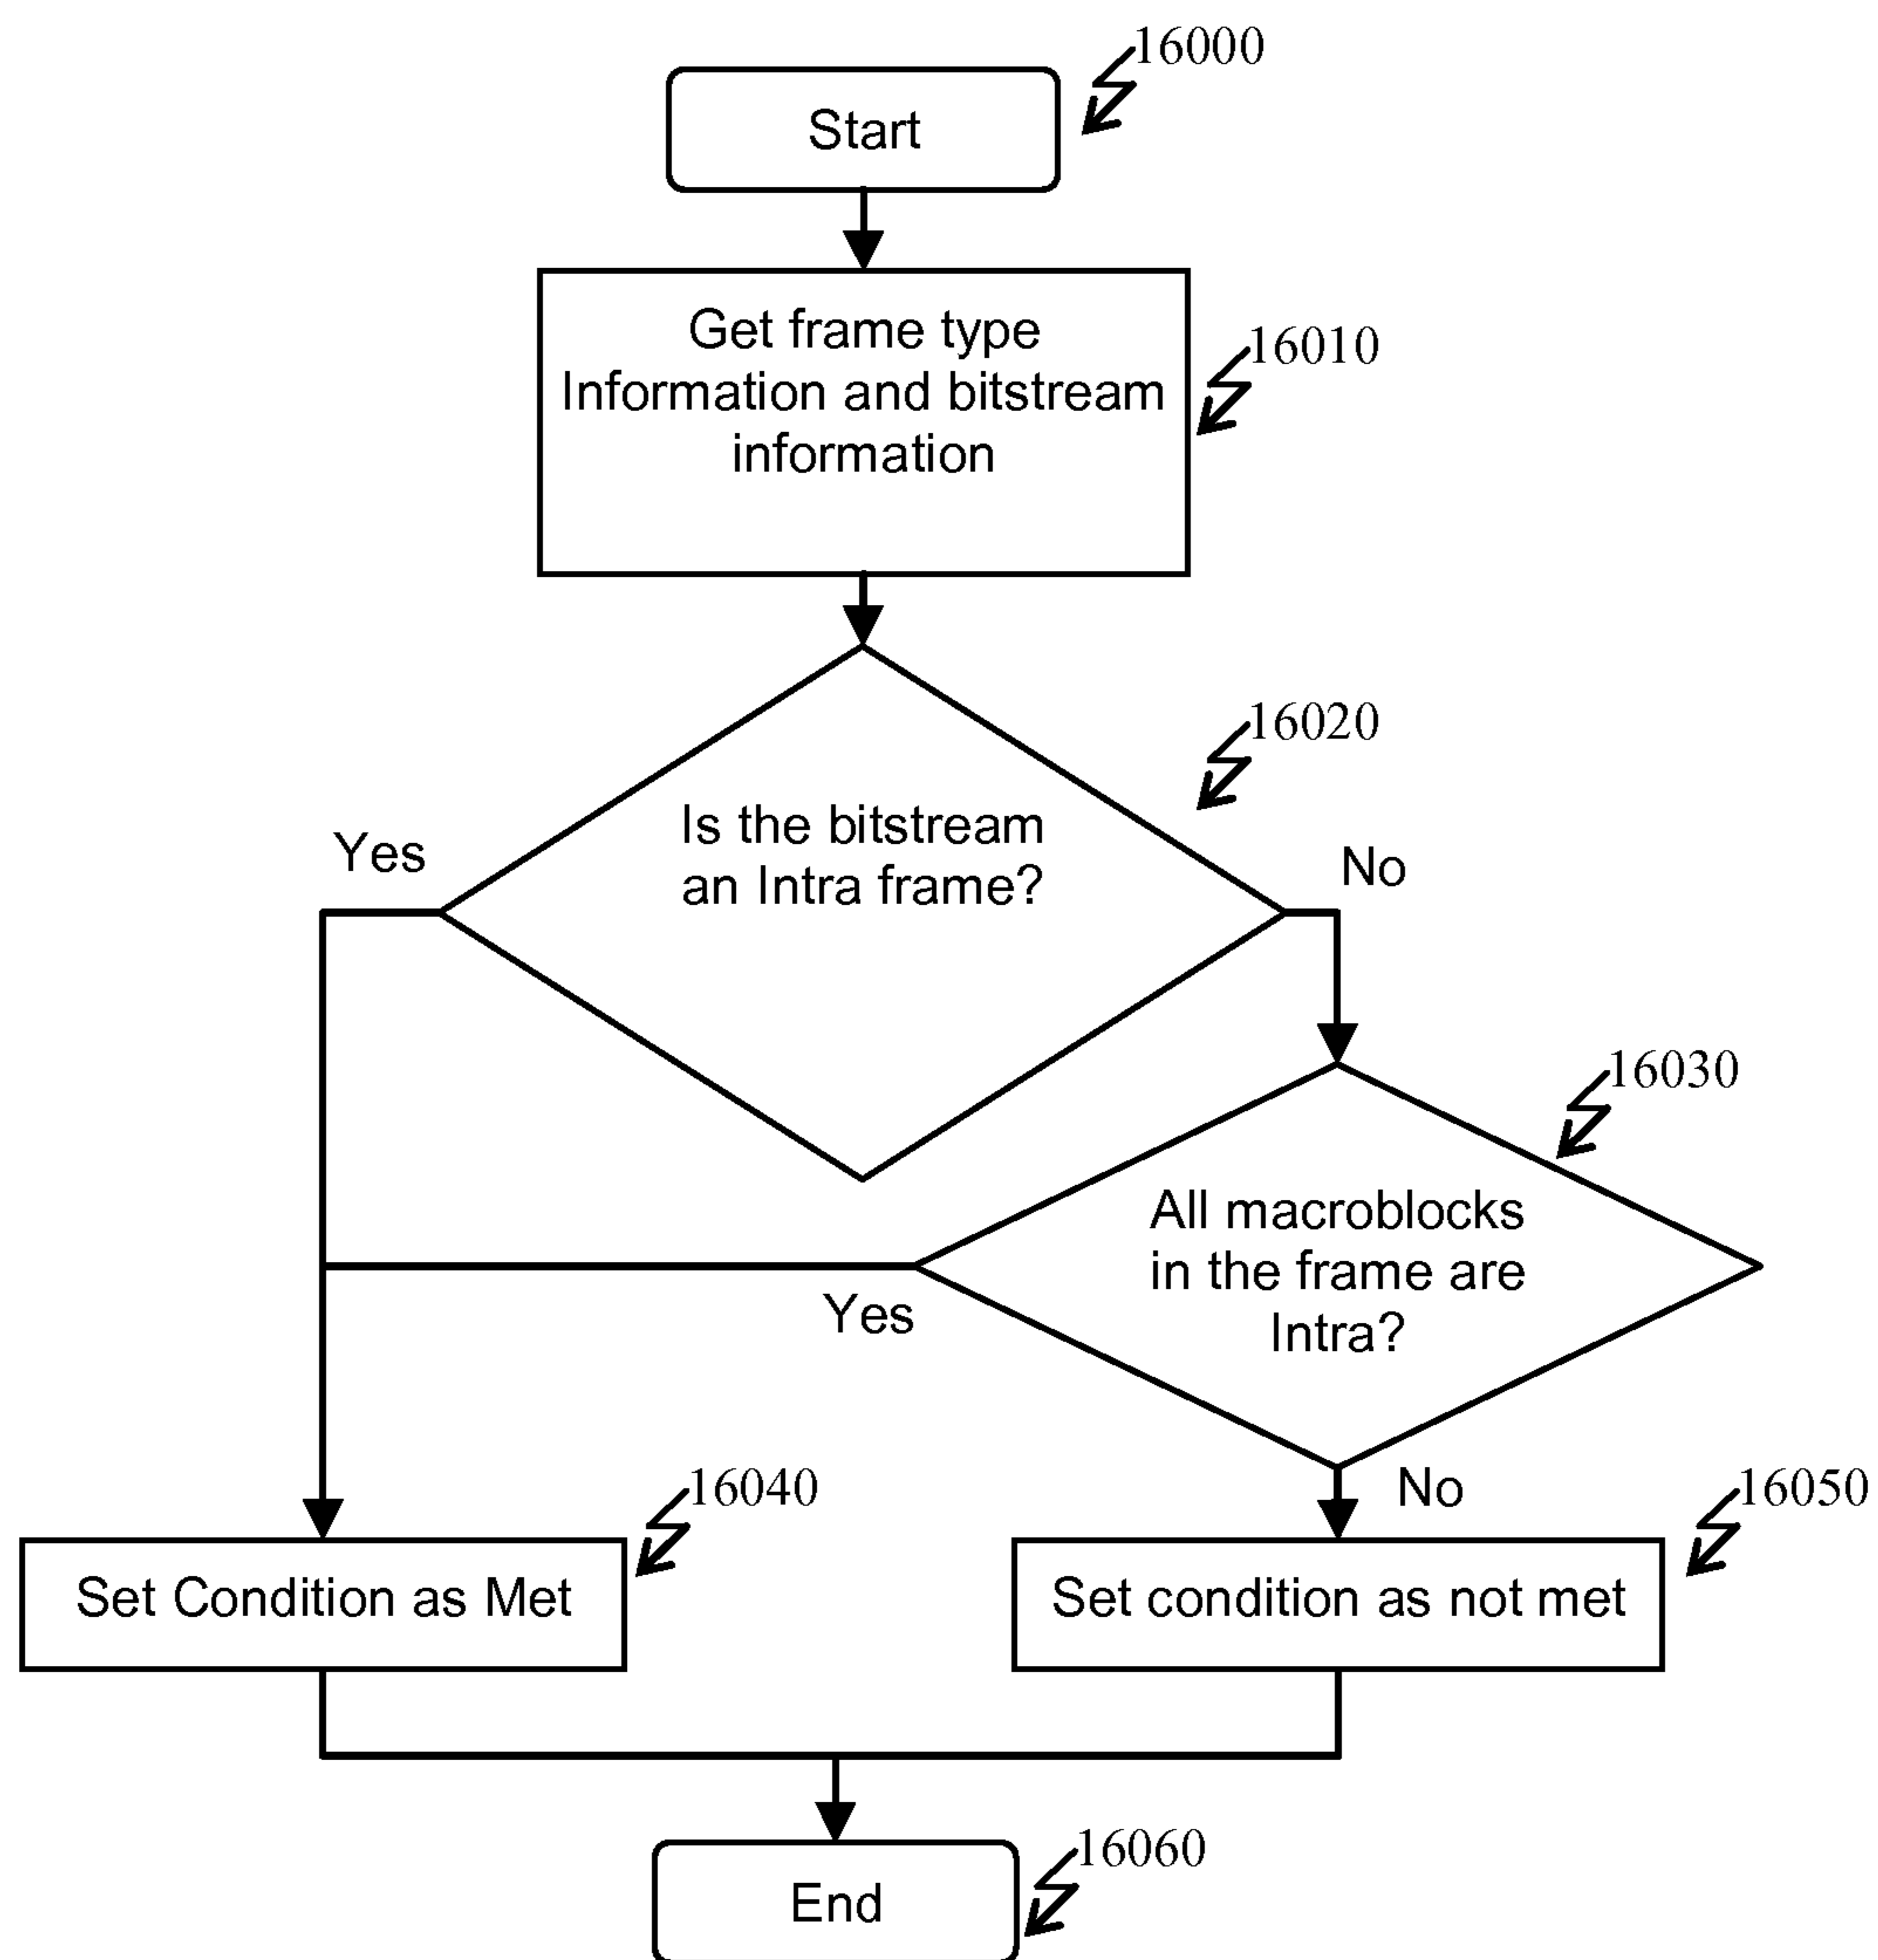 16000
Start
Get frame type
Information and bitstream
information
16010
16020
Is the bitstream
an Intra frame?
Yes
No
16030
All macroblocks
in the frame are
Intra?
Yes
No
16040
16050
Set Condition as Met
Set condition as not met
16060
End